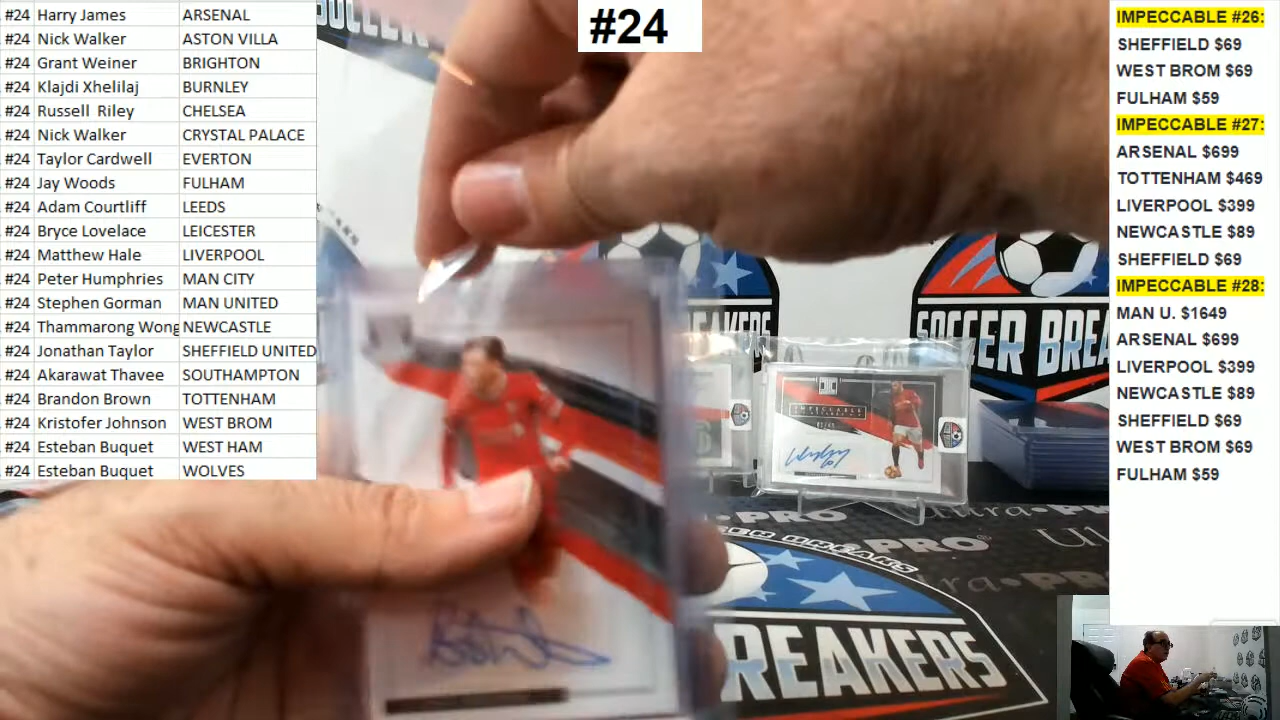 #24 Harry James ARSENAL
#24 Nick Walker ASTON VILLA
#24 Grant Weiner BRIGHTON
#24 Klajdi Xhelilaj BURNLEY
#24 Russell Riley CHELSEA
#24 Nick Walker CRYSTAL PALACE
#24 Taylor Cardwell EVERTON
#24 Jay Woods FULHAM
#24 Adam Courtliff LEEDS
#24 Bryce Lovelace LEICESTER
#24 Matthew Hale LIVERPOOL
#24 Peter Humphries MAN CITY
#24 Stephen Gorman MAN UNITED
#24 Thammarong Wong NEWCASTLE
#24 Jonathan Taylor SHEFFIELD UNITED
#24 Akarawat Thavee SOUTHAMPTON
#24 Brandon Brown TOTTENHAM
#24 Kristofer Johnson WEST BROM
#24 Esteban Buquet WEST HAM
#24 Esteban Buquet WOLVES
#24
SOCCER
SOCCER BREA
IMPECCABLE
PRO
PRO
BREAKERS
IMPECCABLE #26:
SHEFFIELD $69
WEST BROM $69
FULHAM $59
IMPECCABLE #27:
ARSENAL $699
TOTTENHAM $469
LIVERPOOL $399
NEWCASTLE $89
SHEFFIELD $69
IMPECCABLE #28:
MAN U. $1649
ARSENAL $699
LIVERPOOL $399
NEWCASTLE $89
SHEFFIELD $69
WEST BROM $69
FULHAM $59